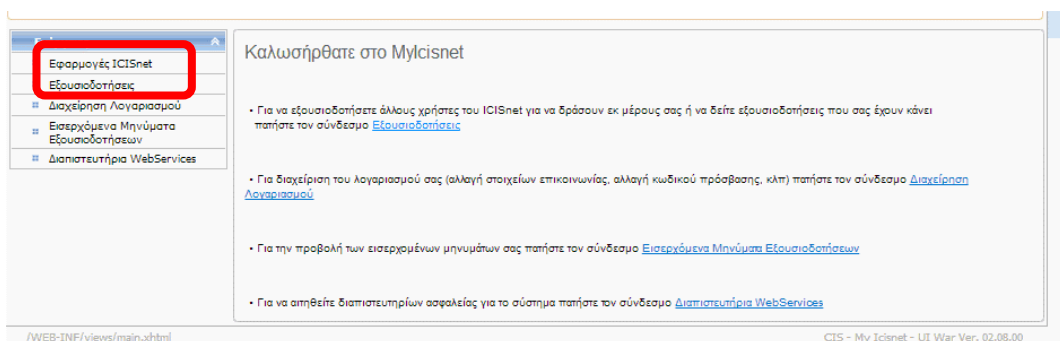 Εφαρμογές ICISnet
Εξουσιοδοτήσεις
Διαχείρηση Λογαριασμού
Εισερχόμενα Μηνύματα
Εξουσιοδοτήσεων
Διαπιστευτήρια WebServices
Καλωσήρθατε στο MyIcisnet
• Για να εξουσιοδοτήσετε άλλους χρήστες του ICISnet για να δράσουν εκ μέρους σας ή να δείτε εξουσιοδοτήσεις που σας έχουν κάνει
πατήστε τον σύνδεσμο Εξουσιοδοτήσεις
• Για διαχείριση του λογαριασμού σας (αλλαγή στοιχείων επικοινωνίας, αλλαγή κωδικού πρόσβασης, κλπ) πατήστε τον σύνδεσμο Διαχείρηση
Λογαριασμού
• Για την προβολή των εισερχομένων μηνυμάτων σας πατήστε τον σύνδεσμο Εισερχόμενα Μηνύματα Εξουσιοδοτήσεων
• Για να αιτηθείτε διαπιστευτηρίων ασφαλείας για το σύστημα πατήστε τον σύνδεσμο Διαπιστευτήρια WebServices
/WEB-INF/views/main.xhtml
CIS - My Icisnet - UI War Ver. 02.08.00